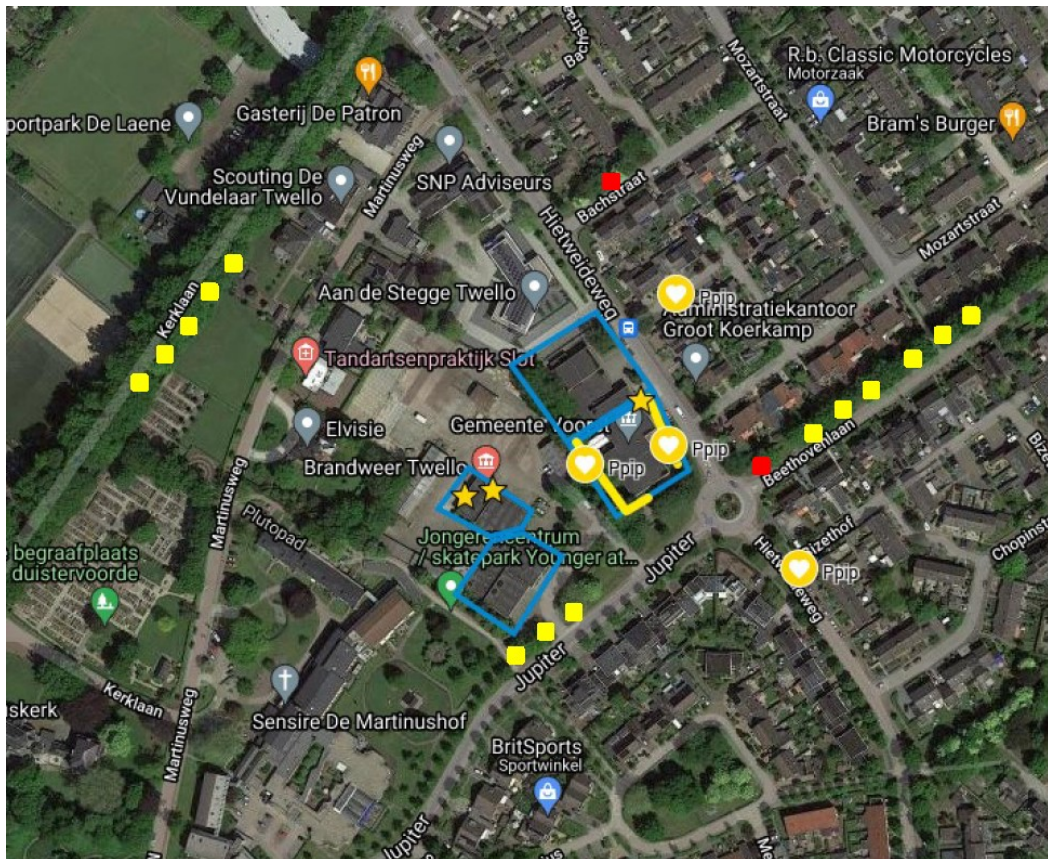 Bachstraat
Mozartstraat
R.b. Classic Motorcycles
Motorzaak
Gasterij De Patron
Bram's Burger
portpark De Laene
Scouting De
Vundelaar Twello
Martinusweg
SNP Adviseurs
Bachstraat
Hietweideweg
Mozartstraat
Kerklaan
Aan de Stegge Twello
Ppip
Administratiekantoor
Groot Koerkamp
Tandartsenpraktijk Slot
Elvisie
Gemeente Voorst
Ppip
Brandweer Twello
Ppip
Beethovenlaan
Martinusweg
Plutopad
Jongerencentrum
/ skatepark Younger at...
Jupiter
Ppip
Chopinst
begraafplaats
duistervoorde
Jupiter
Kerklaan
Martinusweg
Sensire De Martinushof
BritSports
Sportwinkel
Jupiter